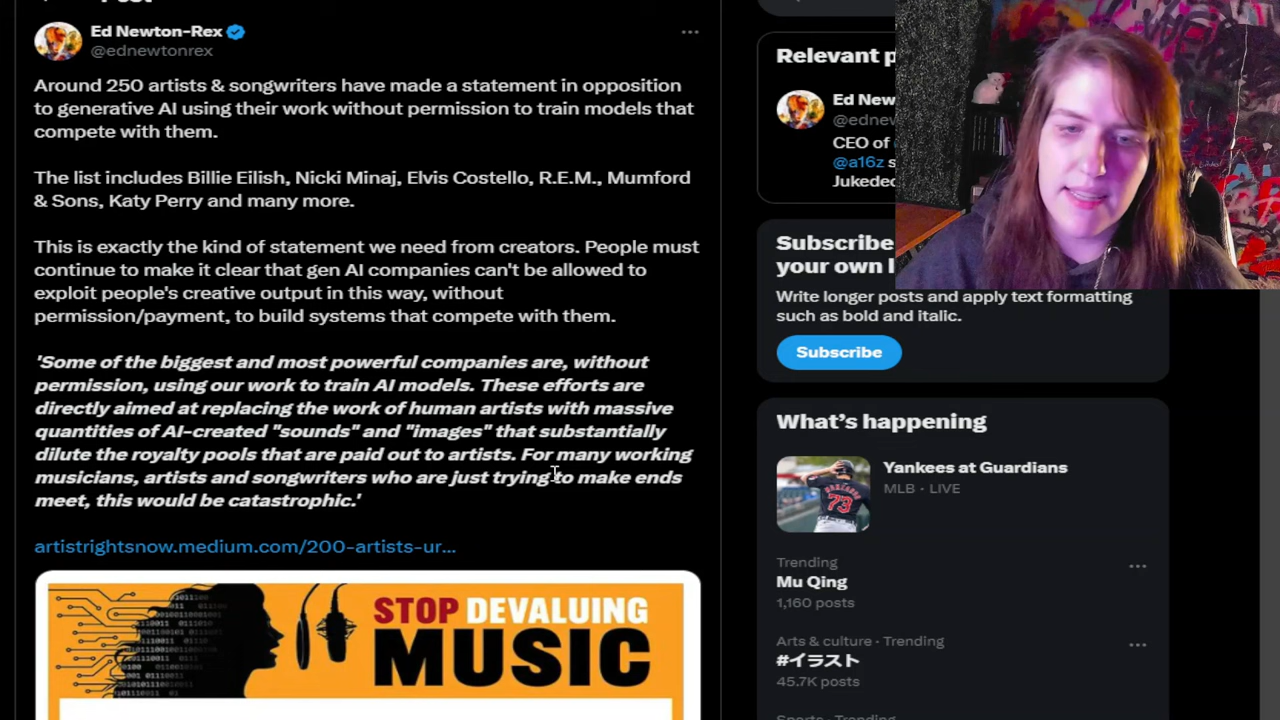 Ed Newton-Rex
@ednewtonrex
Around 250 artists & songwriters have made a statement in opposition
to generative AI using their work without permission to train models that
compete with them.
The list includes Billie Eilish, Nicki Minaj, Elvis Costello, R.E.M., Mumford
& Sons, Katy Perry and many more.
This is exactly the kind of statement we need from creators. People must
continue to make it clear that gen AI companies can't be allowed to
exploit people's creative output in this way, without
permission/payment, to build systems that compete with them.
'Some of the biggest and most powerful companies are, without
permission, using our work to train AI models. These efforts are
directly aimed at replacing the work of human artists with massive
quantities of AI-created "sounds" and "images" that substantially
dilute the royalty pools that are paid out to artists. For many working
musicians, artists and songwriters who are just trying to make ends
meet, this would be catastrophic.'
artistrightsnow.medium.com/200-artists-ur...
STOP DEVALUING
MUSIC
Relevant p
Ed New
@ednew
CEO of
@a16z s
Jukedec
Subscribe
your own
Write longer posts and apply text formatting
such as bold and italic.
Subscribe
What's happening
Yankees at Guardians
MLB · LIVE
Trending
Mu Qing
1,160 posts
Arts & culture · Trending
#イラスト
45.7K posts